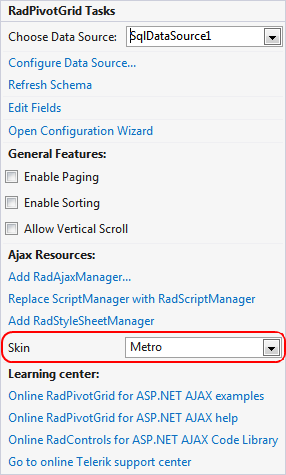 RadPivotGrid Tasks
Choose Data Source: SqlDataSource1
Configure Data Source...
Refresh Schema
Edit Fields
Open Configuration Wizard
General Features:
Enable Paging
Enable Sorting
Allow Vertical Scroll
Ajax Resources:
Add RadAjaxManager...
Replace ScriptManager with RadScriptManager
Add RadStyleSheetManager
Skin Metro
Learning center:
Online RadPivotGrid for ASP.NET AJAX examples
Online RadPivotGrid for ASP.NET AJAX help
Online RadControls for ASP.NET AJAX Code Library
Go to online Telerik support center